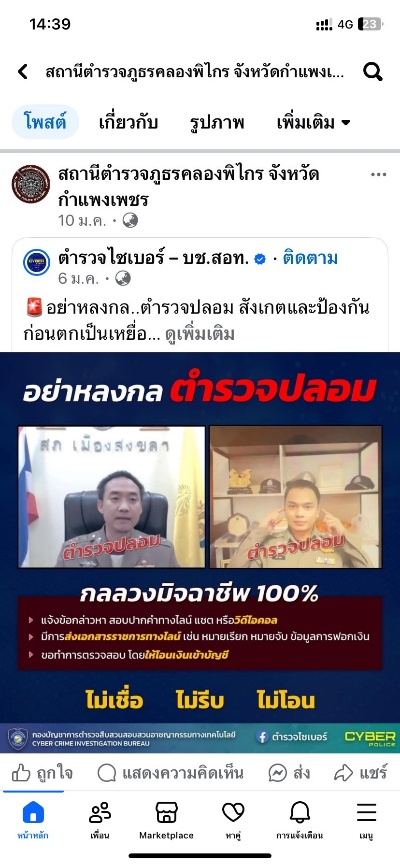 14:39
4G 23
สถานีตำรวจภูธรคลองพิไกร จังหวัดกำแพงเ...
โพสต์ เกี่ยวกับ รูปภาพ เพิ่มเติม
สถานีตำรวจภูธรคลองพิไกร จังหวัด
กำแพงเพชร
10 ม.ค. ·
ตำรวจไซเบอร์ – บช.สอท. · ติดตาม
6 ม.ค. ·
🚨อย่าหลงกล..ตำรวจปลอม สังเกตและป้องกัน
ก่อนตกเป็นเหยื่อ... ดูเพิ่มเติม
อย่าหลงกล ตำรวจปลอม
สภ เมืองสงขลา
ตำรวจปลอม ตำรวจปลอม
กลลวงมิจฉาชีพ 100%
แจ้งข้อกล่าวหา สอบปากคำทางไลน์ แชต หรือวิดีโอคอล
มีการส่งเอกสารราชการทางไลน์ เช่น หมายเรียก หมายจับ ข้อมูลการฟอกเงิน
ขอทำการตรวจสอบ โดยให้โอนเงินเข้าบัญชี
ไม่เชื่อ ไม่รีบ ไม่โอน
กองบัญชาการตำรวจสืบสวนสอบสวนอาชญากรรมทางเทคโนโลยี
CYBER CRIME INVESTIGATION BUREAU
ตำรวจไซเบอร์
CYBER
POLICE
ถูกใจ แสดงความคิดเห็น ส่ง แชร์
หน้าหลัก เพื่อน Marketplace หาคู่ การแจ้งเตือน เมนู